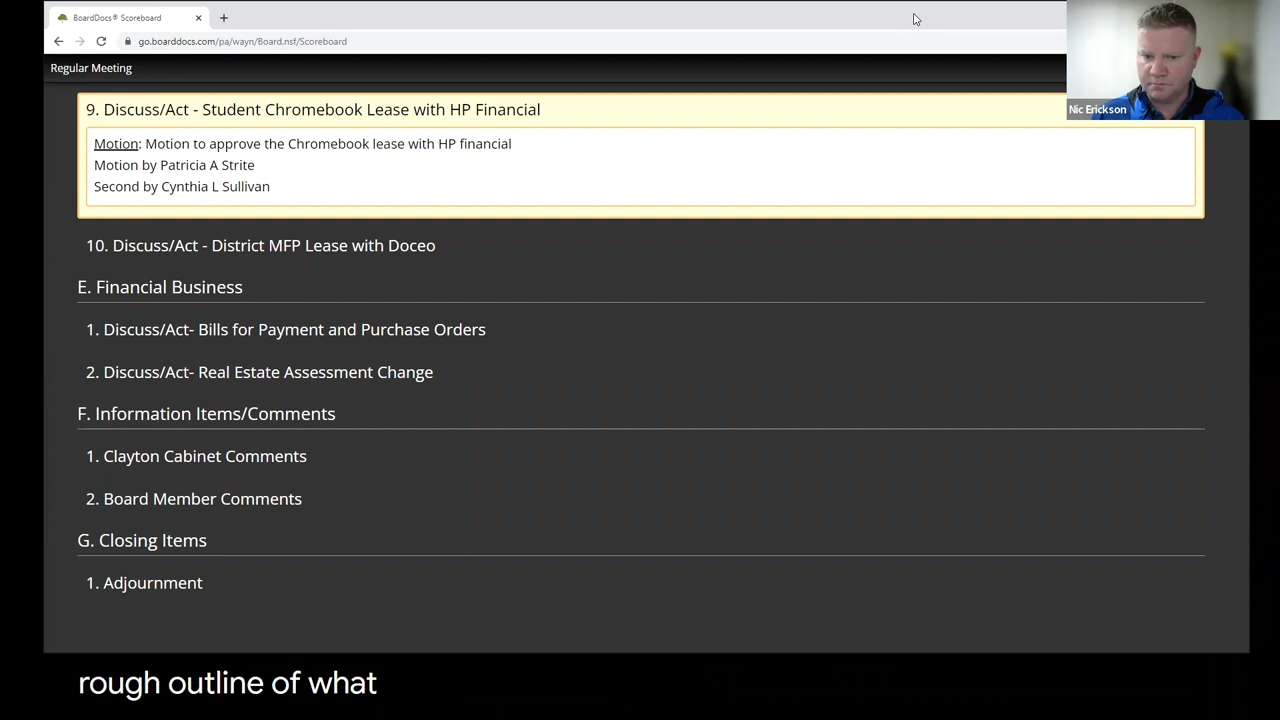 BoardDocs® Scoreboard
go.boarddocs.com/pa/wayn/Board.nsf/Scoreboard
Regular Meeting
Nic Erickson
9. Discuss/Act - Student Chromebook Lease with HP Financial
Motion: Motion to approve the Chromebook lease with HP financial
Motion by Patricia A Strite
Second by Cynthia L Sullivan
10. Discuss/Act - District MFP Lease with Doceo
E. Financial Business
1. Discuss/Act- Bills for Payment and Purchase Orders
2. Discuss/Act- Real Estate Assessment Change
F. Information Items/Comments
1. Clayton Cabinet Comments
2. Board Member Comments
G. Closing Items
1. Adjournment
rough outline of what